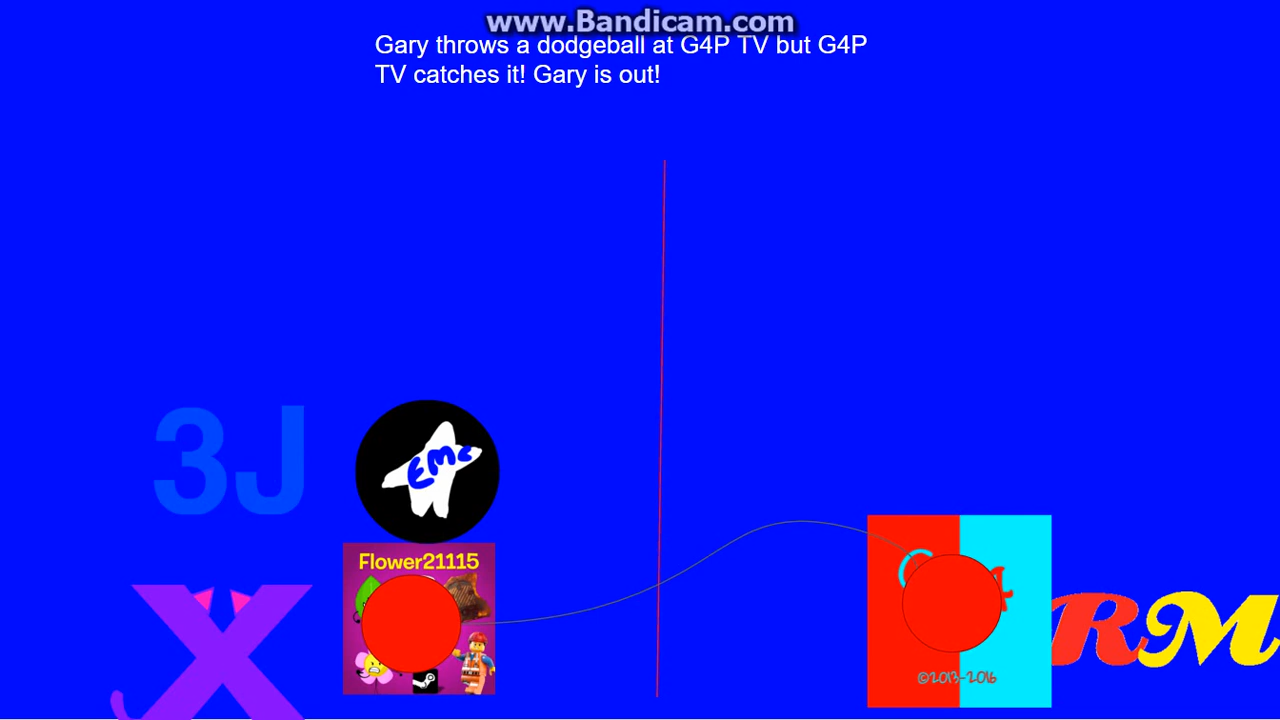 www.Bandicam.com
Gary throws a dodgeball at G4P TV but G4P
TV catches it! Gary is out!
3J
EMC
Flower21115
X
©2013-2016
RM